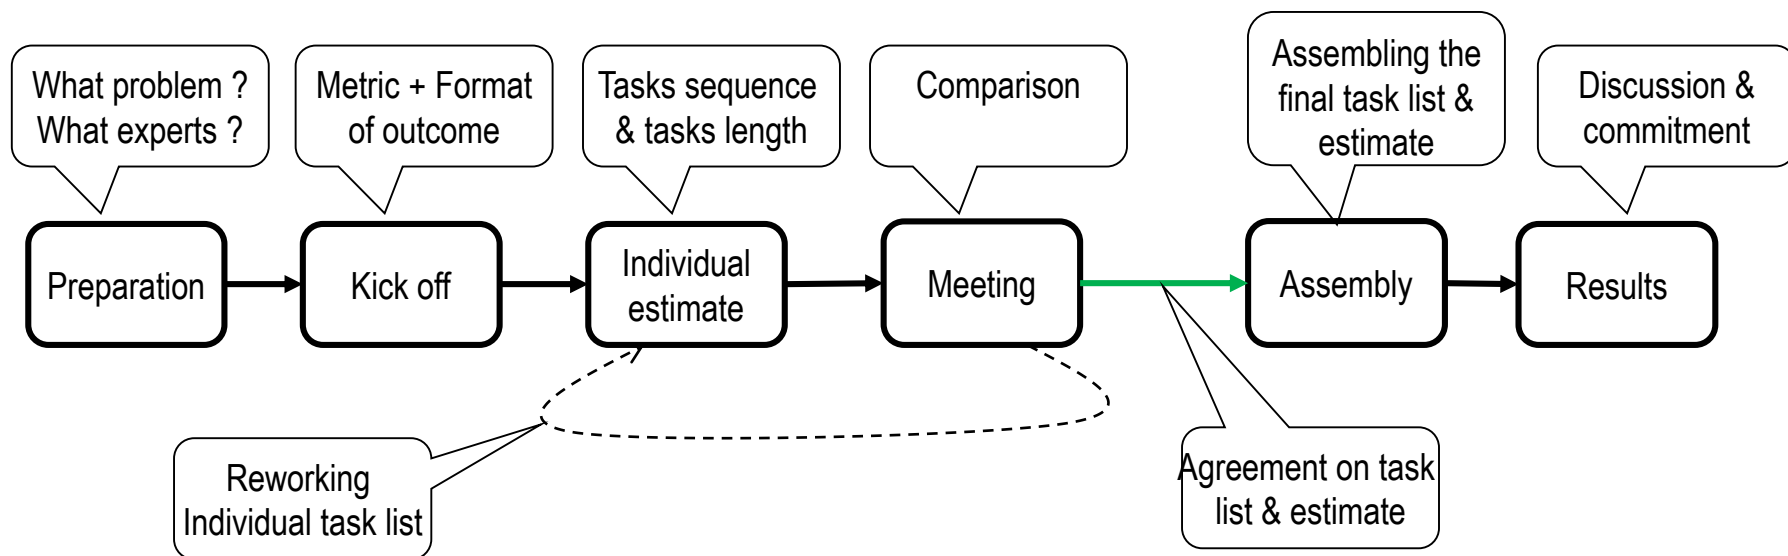 What problem ?
What experts ?
Metric + Format
of outcome
Tasks sequence
& tasks length
Comparison
Assembling the
final task list &
estimate
Discussion &
commitment
Preparation
Kick off
Individual
estimate
Meeting
Assembly
Results
Reworking
Individual task list
Agreement on task
list & estimate